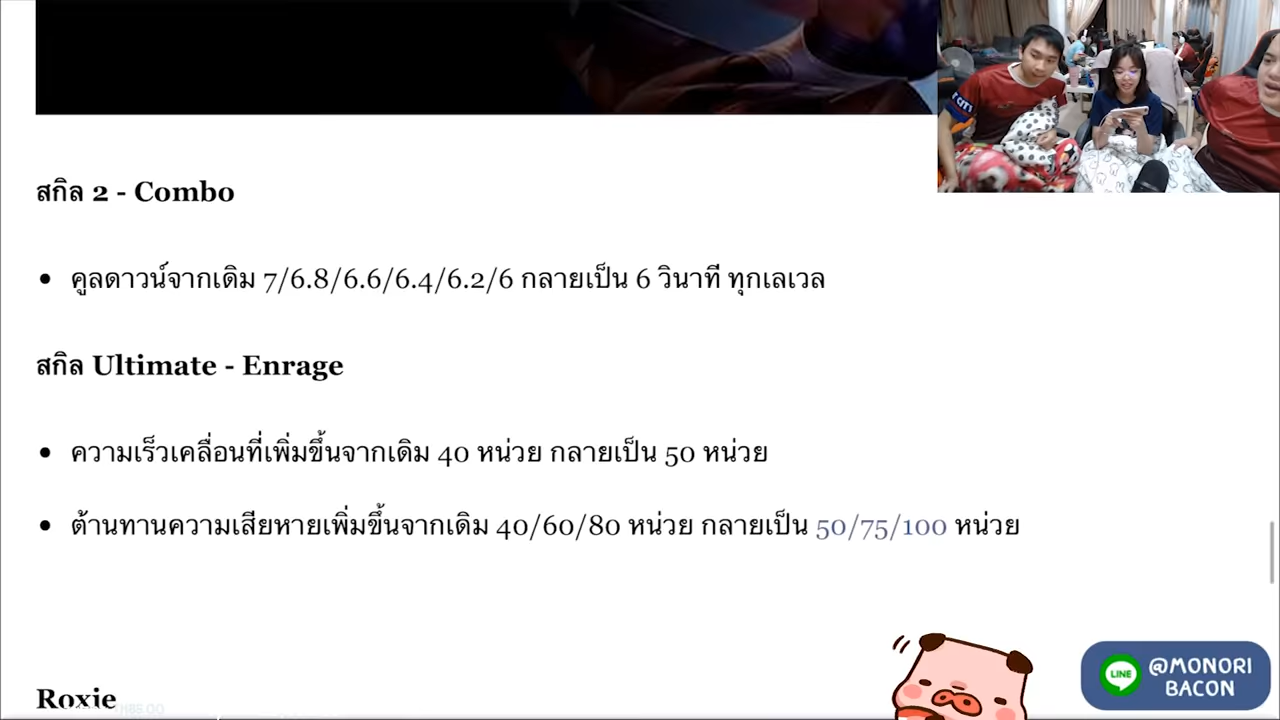 สกิล 2 - Combo
คูลดาวน์จากเดิม 7/6.8/6.6/6.4/6.2/6 กลายเป็น 6 วินาที ทุกเลเวล
สกิล Ultimate - Enrage
ความเร็วเคลื่อนที่เพิ่มขึ้นจากเดิม 40 หน่วย กลายเป็น 50 หน่วย
ต้านทานความเสียหายเพิ่มขึ้นจากเดิม 40/60/80 หน่วย กลายเป็น 50/75/100 หน่วย
LINE
@MONORI
BACON
Roxie